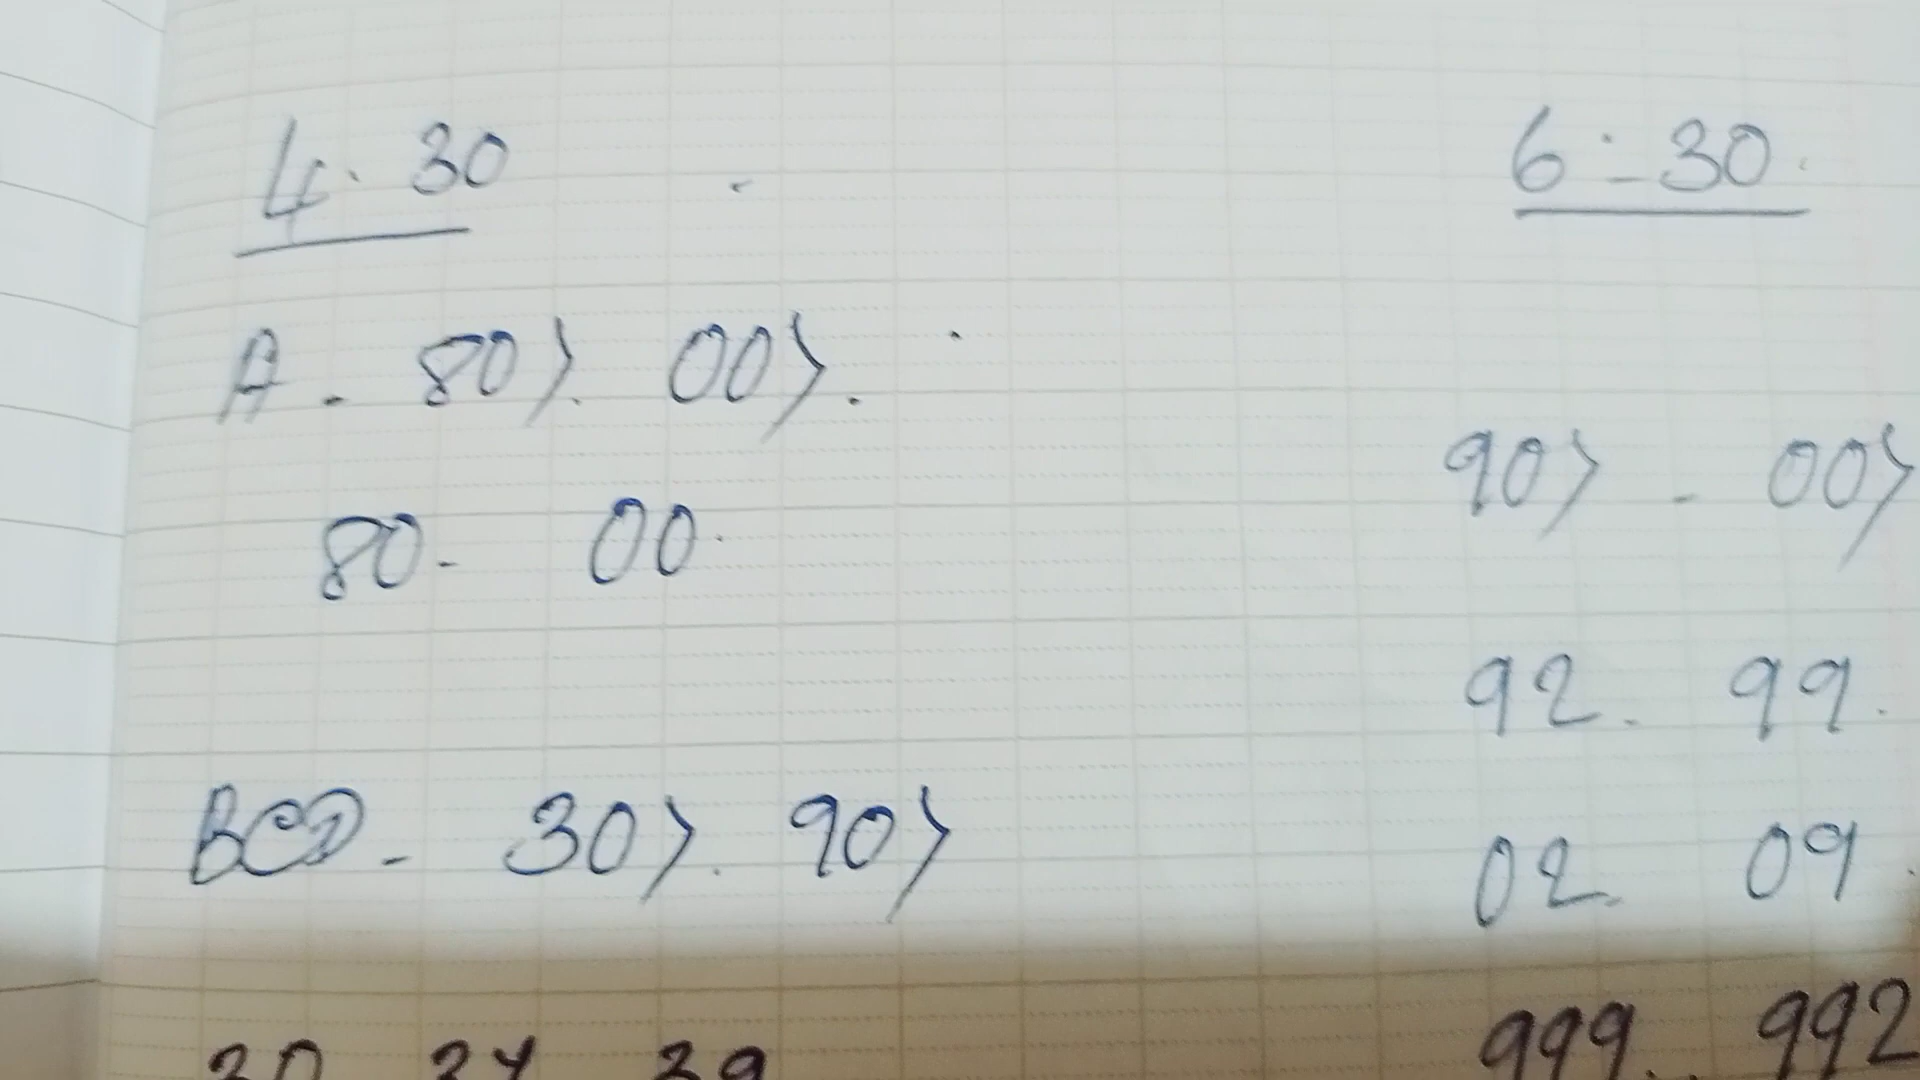 4. 30
A - 80〉. 00〉.
80- 00.
BCD - 30〉. 90〉
6:- 30.
90〉 - 00〉
92. 99.
02. 09.
999.. 992